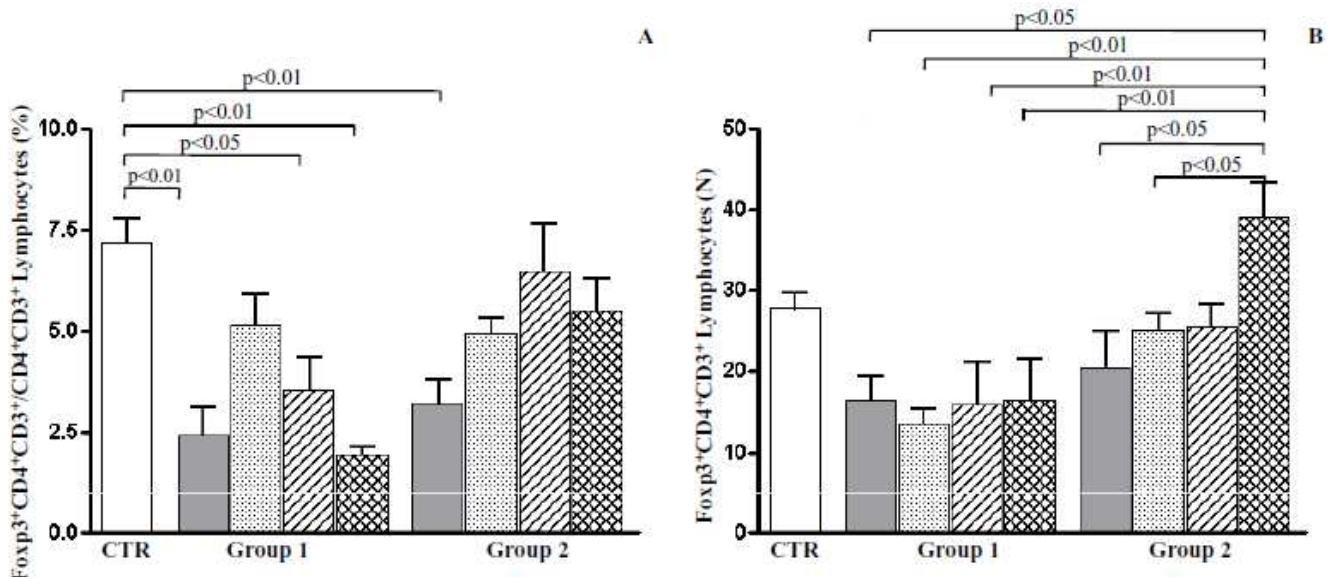 A
p<0.01
p<0.01
p<0.05
p<0.01
Foxp3⁺CD4⁺CD3⁺/CD4⁺CD3⁺ Lymphocytes (%)
10.0
7.5
5.0
2.5
0.0
CTR Group 1 Group 2
B
p<0.05
p<0.01
p<0.01
p<0.01
p<0.05
p<0.05
Foxp3⁺CD4⁺CD3⁺ Lymphocytes (N)
50
40
30
20
10
0
CTR Group 1 Group 2